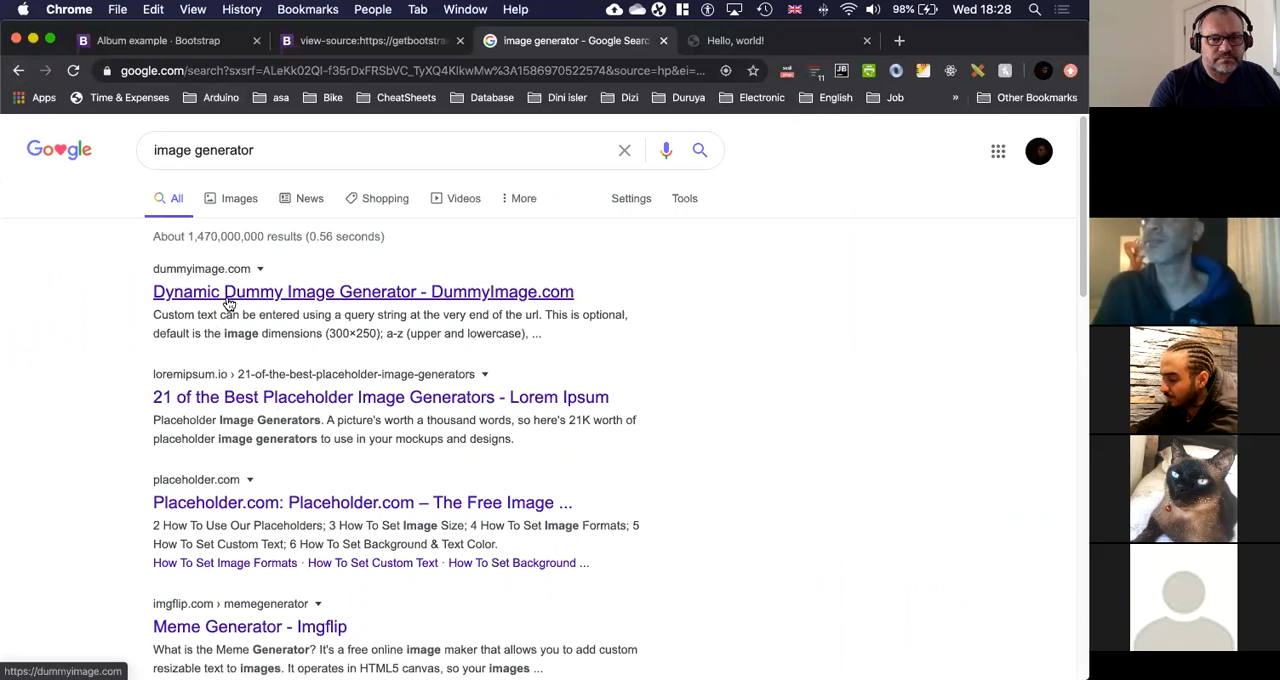 Chrome File Edit View History Bookmarks People Tab Window Help 98% Wed 18:28
Album example · Bootstrap
view-source:https://getbootstra
image generator - Google Searc
Hello, world!
google.com/search?sxsrf=ALeKk02QI-f35rDxFRSbVC_TyXQ4KIkwMw%3A1586970522574&source=hp&ei=...
Apps Time & Expenses Arduino asa Bike CheatSheets Database Dini isler Dizi Duruya Electronic English Job » Other Bookmarks
Google
image generator
All Images News Shopping Videos More Settings Tools
About 1,470,000,000 results (0.56 seconds)
dummyimage.com
Dynamic Dummy Image Generator - DummyImage.com
Custom text can be entered using a query string at the very end of the url. This is optional,
default is the image dimensions (300×250); a-z (upper and lowercase), ...
loremipsum.io › 21-of-the-best-placeholder-image-generators
21 of the Best Placeholder Image Generators - Lorem Ipsum
Placeholder Image Generators. A picture's worth a thousand words, so here's 21K worth of
placeholder image generators to use in your mockups and designs.
placeholder.com
Placeholder.com: Placeholder.com – The Free Image ...
2 How To Use Our Placeholders; 3 How To Set Image Size; 4 How To Set Image Formats; 5
How To Set Custom Text; 6 How To Set Background & Text Color.
How To Set Image Formats · How To Set Custom Text · How To Set Background ...
imgflip.com › memegenerator
Meme Generator - Imgflip
What is the Meme Generator? It's a free online image maker that allows you to add custom
resizable text to images. It operates in HTML5 canvas, so your images ...
https://dummyimage.com